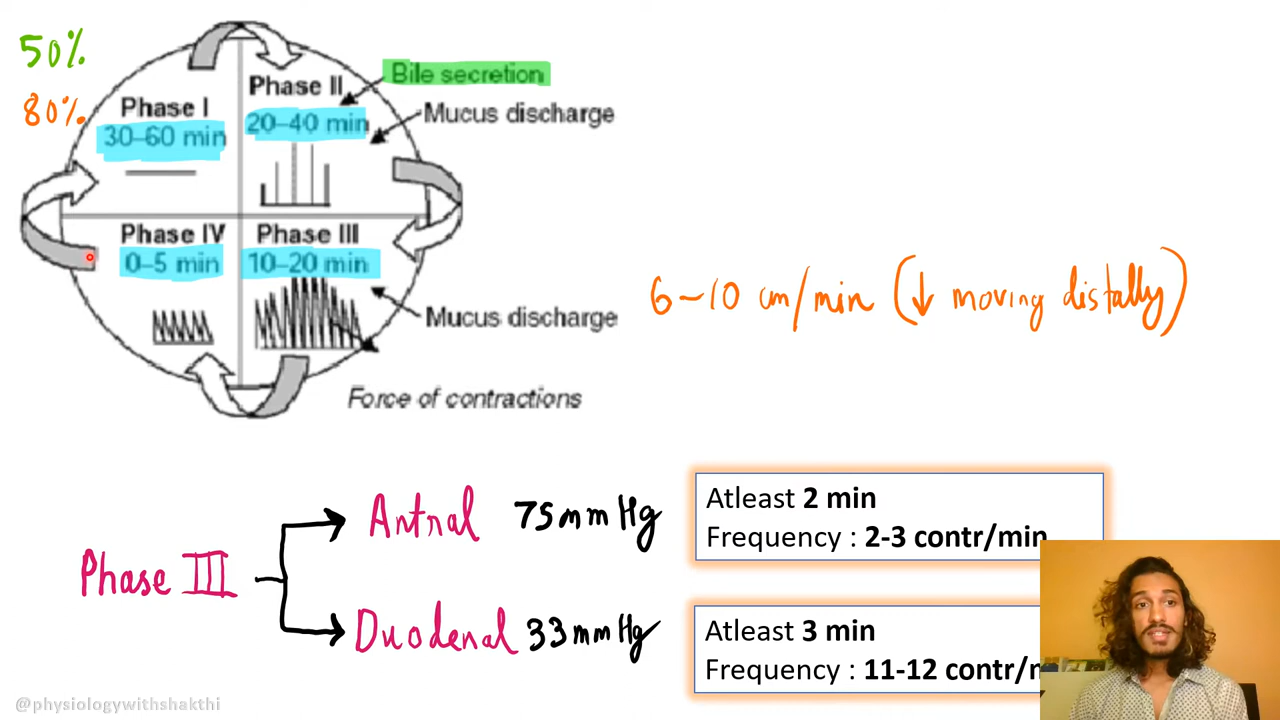 50%
80%
Phase I
30–60 min
Phase II
20–40 min
Bile secretion
Mucus discharge
Phase IV
0–5 min
Phase III
10–20 min
Mucus discharge
Force of contractions
6–10 cm/min (↓ moving distally)
Phase III
Antral 75mmHg
Atleast 2 min
Frequency : 2-3 contr/min
Duodenal 33mmHg
Atleast 3 min
Frequency : 11-12 contr/m
@physiologywithshakthi